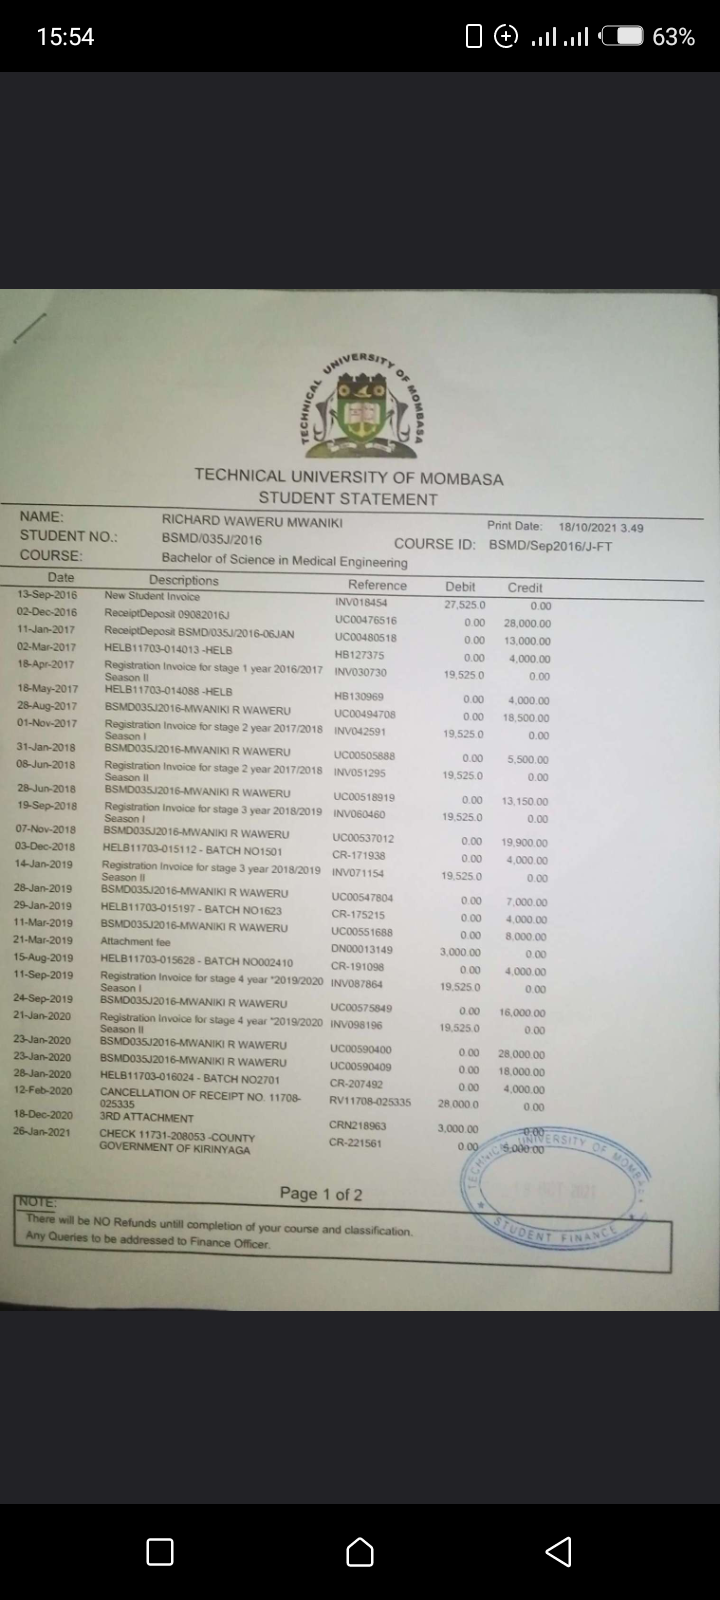 15:54
63%
TECHNICAL UNIVERSITY OF MOMBASA
TECHNICAL UNIVERSITY OF MOMBASA
STUDENT STATEMENT
NAME: RICHARD WAWERU MWANIKI Print Date: 18/10/2021 3.49
STUDENT NO.: BSMD/035J/2016 COURSE ID: BSMD/Sep2016/J-FT
COURSE: Bachelor of Science in Medical Engineering
Date Descriptions Reference Debit Credit
13-Sep-2016 New Student Invoice INV018454 27,525.0 0.00
02-Dec-2016 ReceiptDeposit 09082016J UC00476516 0.00 28,000.00
11-Jan-2017 ReceiptDeposit BSMD/035J/2016-06JAN UC00480518 0.00 13,000.00
02-Mar-2017 HELB11703-014013 -HELB HB127375 0.00 4,000.00
18-Apr-2017 Registration Invoice for stage 1 year 2016/2017 INV030730 19,525.0 0.00
Season II
18-May-2017 HELB11703-014088 -HELB HB130969 0.00 4,000.00
28-Aug-2017 BSMD035J2016-MWANIKI R WAWERU UC00494708 0.00 18,500.00
01-Nov-2017 Registration Invoice for stage 2 year 2017/2018 INV042591 19,525.0 0.00
Season I
31-Jan-2018 BSMD035J2016-MWANIKI R WAWERU UC00505888 0.00 5,500.00
08-Jun-2018 Registration Invoice for stage 2 year 2017/2018 INV051295 19,525.0 0.00
Season II
28-Jun-2018 BSMD035J2016-MWANIKI R WAWERU UC00518919 0.00 13,150.00
19-Sep-2018 Registration Invoice for stage 3 year 2018/2019 INV060460 19,525.0 0.00
Season I
07-Nov-2018 BSMD035J2016-MWANIKI R WAWERU UC00537012 0.00 19,900.00
03-Dec-2018 HELB11703-015112 - BATCH NO1501 CR-171938 0.00 4,000.00
14-Jan-2019 Registration Invoice for stage 3 year 2018/2019 INV071154 19,525.0 0.00
Season II
28-Jan-2019 BSMD035J2016-MWANIKI R WAWERU UC00547804 0.00 7,000.00
29-Jan-2019 HELB11703-015197 - BATCH NO1623 CR-175215 0.00 4,000.00
11-Mar-2019 BSMD035J2016-MWANIKI R WAWERU UC00551688 0.00 8,000.00
21-Mar-2019 Attachment fee DN00013149 3,000.00 0.00
15-Aug-2019 HELB11703-015628 - BATCH NO002410 CR-191098 0.00 4,000.00
11-Sep-2019 Registration Invoice for stage 4 year *2019/2020 INV087864 19,525.0 0.00
Season I
24-Sep-2019 BSMD035J2016-MWANIKI R WAWERU UC00575849 0.00 16,000.00
21-Jan-2020 Registration Invoice for stage 4 year *2019/2020 INV098196 19,525.0 0.00
Season II
23-Jan-2020 BSMD035J2016-MWANIKI R WAWERU UC00590400 0.00 28,000.00
23-Jan-2020 BSMD035J2016-MWANIKI R WAWERU UC00590409 0.00 18,000.00
28-Jan-2020 HELB11703-016024 - BATCH NO2701 CR-207492 0.00 4,000.00
12-Feb-2020 CANCELLATION OF RECEIPT NO. 11708- RV11708-025335 28,000.0 0.00
025335
18-Dec-2020 3RD ATTACHMENT CRN218963 3,000.00 0.00
26-Jan-2021 CHECK 11731-208053 -COUNTY CR-221561 0.00 5,000.00
GOVERNMENT OF KIRINYAGA
TECHNICAL UNIVERSITY OF MOMBASA
STUDENT FINANCE
Page 1 of 2
NOTE:
There will be NO Refunds untill completion of your course and classification.
Any Queries to be addressed to Finance Officer.